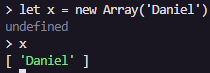 > let x = new Array('Daniel')
undefined
> x
[ 'Daniel' ]